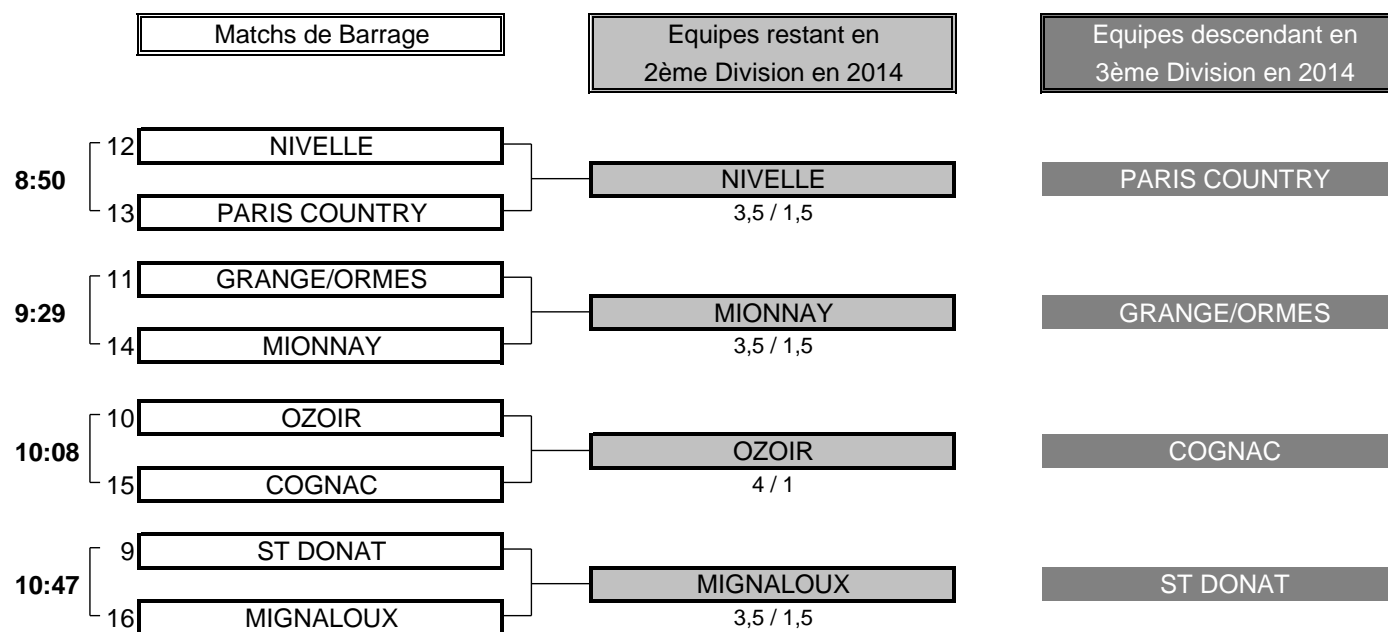 Matchs de Barrage
Equipes restant en
2ème Division en 2014
Equipes descendant en
3ème Division en 2014
8:50
12 NIVELLE
13 PARIS COUNTRY
NIVELLE
3,5 / 1,5
PARIS COUNTRY
9:29
11 GRANGE/ORMES
14 MIONNAY
MIONNAY
3,5 / 1,5
GRANGE/ORMES
10:08
10 OZOIR
15 COGNAC
OZOIR
4 / 1
COGNAC
10:47
9 ST DONAT
16 MIGNALOUX
MIGNALOUX
3,5 / 1,5
ST DONAT